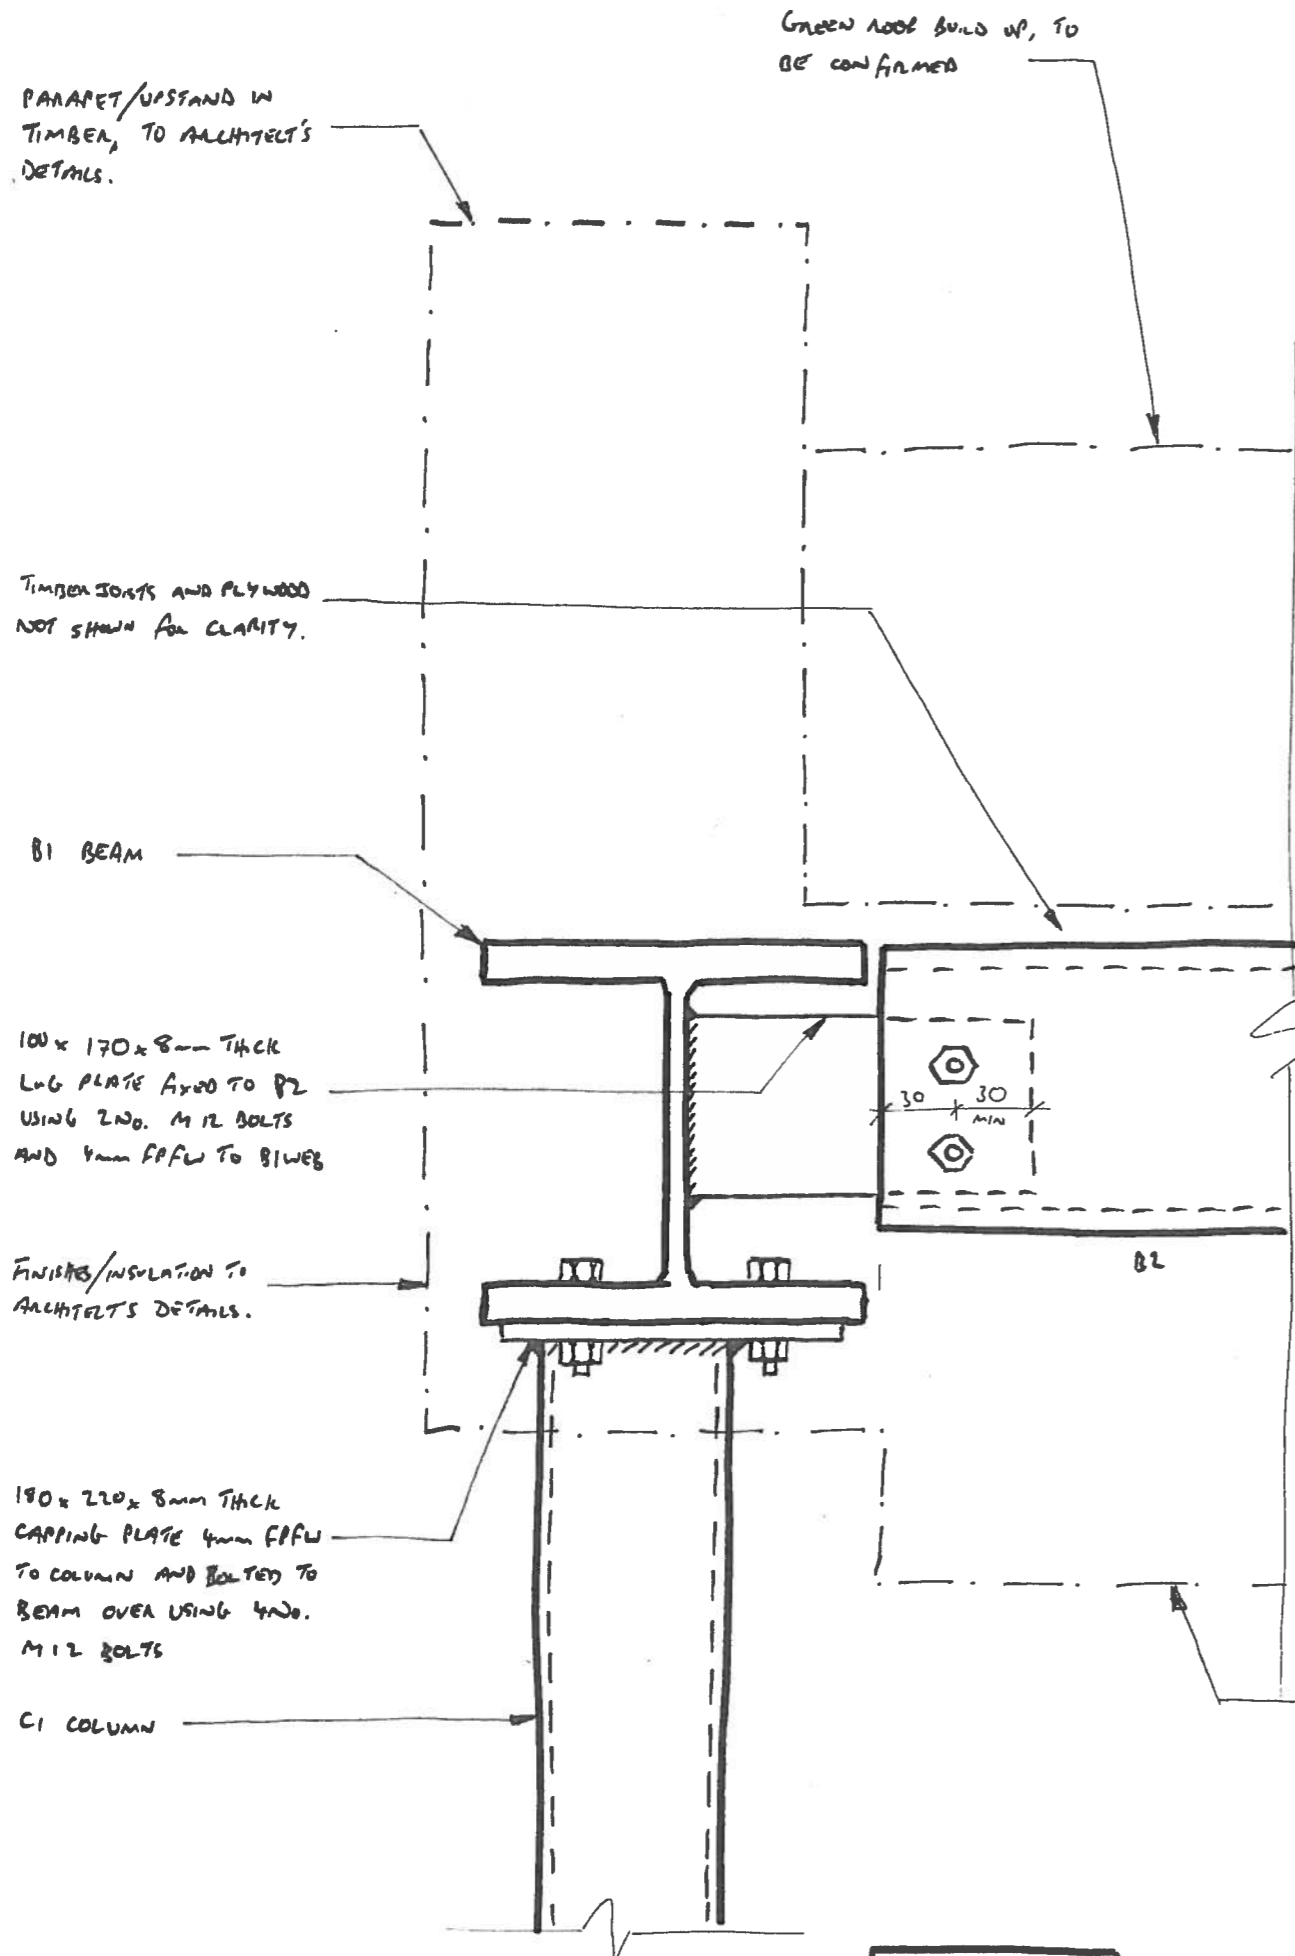 GREEN ROOF BUILD UP, TO
BE CONFIRMED
PARAPET/UPSTAND IN
TIMBER, TO ARCHITECT'S
DETAILS.
TIMBER JOISTS AND PLYWOOD
NOT SHOWN FOR CLARITY.
B1 BEAM
100 x 170 x 8mm THICK
LUG PLATE FIXED TO B2
USING 2No. M12 BOLTS
AND 4mm FPFW TO B1 WEB
30
30
MIN
B2
FINISHES/INSULATION TO
ARCHITECT'S DETAILS.
180 x 220 x 8mm THICK
CAPPING PLATE 4mm FPFW
TO COLUMN AND BOLTED TO
BEAM OVER USING 4No.
M12 BOLTS
C1 COLUMN